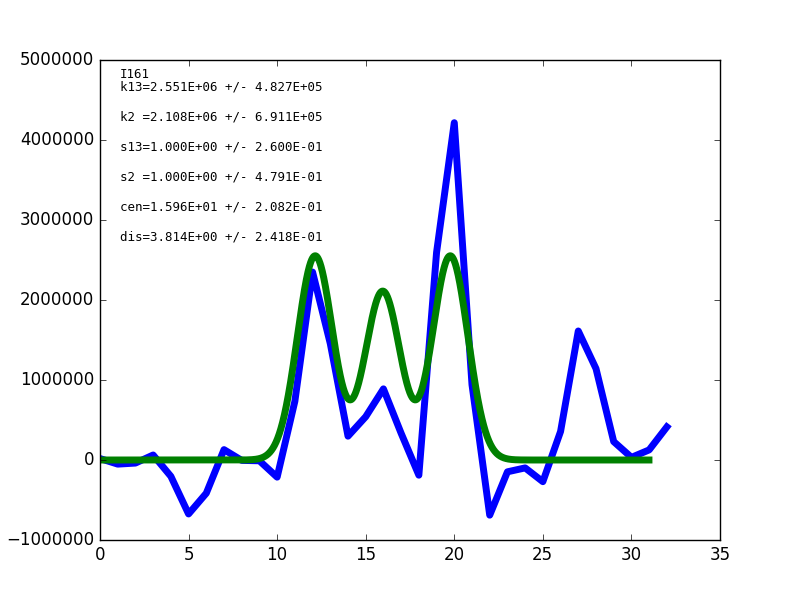 5000000
4000000
3000000
2000000
1000000
0
−1000000
I161
k13=2.551E+06 +/- 4.827E+05
k2 =2.108E+06 +/- 6.911E+05
s13=1.000E+00 +/- 2.600E-01
s2 =1.000E+00 +/- 4.791E-01
cen=1.596E+01 +/- 2.082E-01
dis=3.814E+00 +/- 2.418E-01
0 5 10 15 20 25 30 35